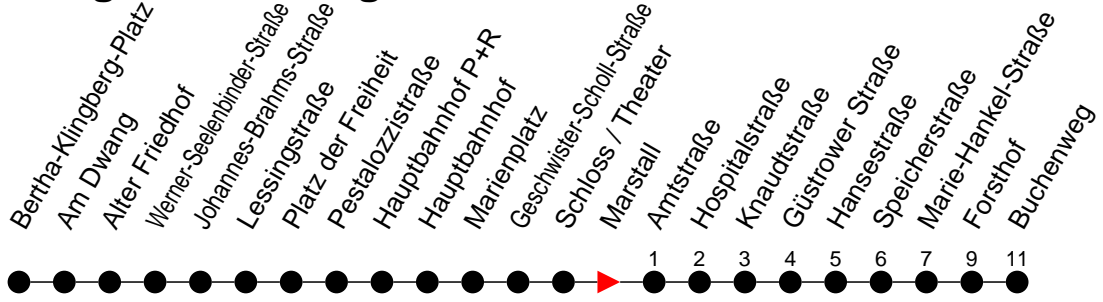 Bertha-Klingberg-Platz
Am Dwang
Alter Friedhof
Werner-Seelenbinder-Straße
Johannes-Brahms-Straße
Lessingstraße
Platz der Freiheit
Pestalozzistraße
Hauptbahnhof P+R
Hauptbahnhof
Marienplatz
Geschwister-Scholl-Straße
Schloss / Theater
Marstall
Amtstraße
Hospitalstraße
Knaudtstraße
Güstrower Straße
Hansestraße
Speicherstraße
Marie-Hankel-Straße
Forsthof
Buchenweg
1 2 3 4 5 6 7 9 11